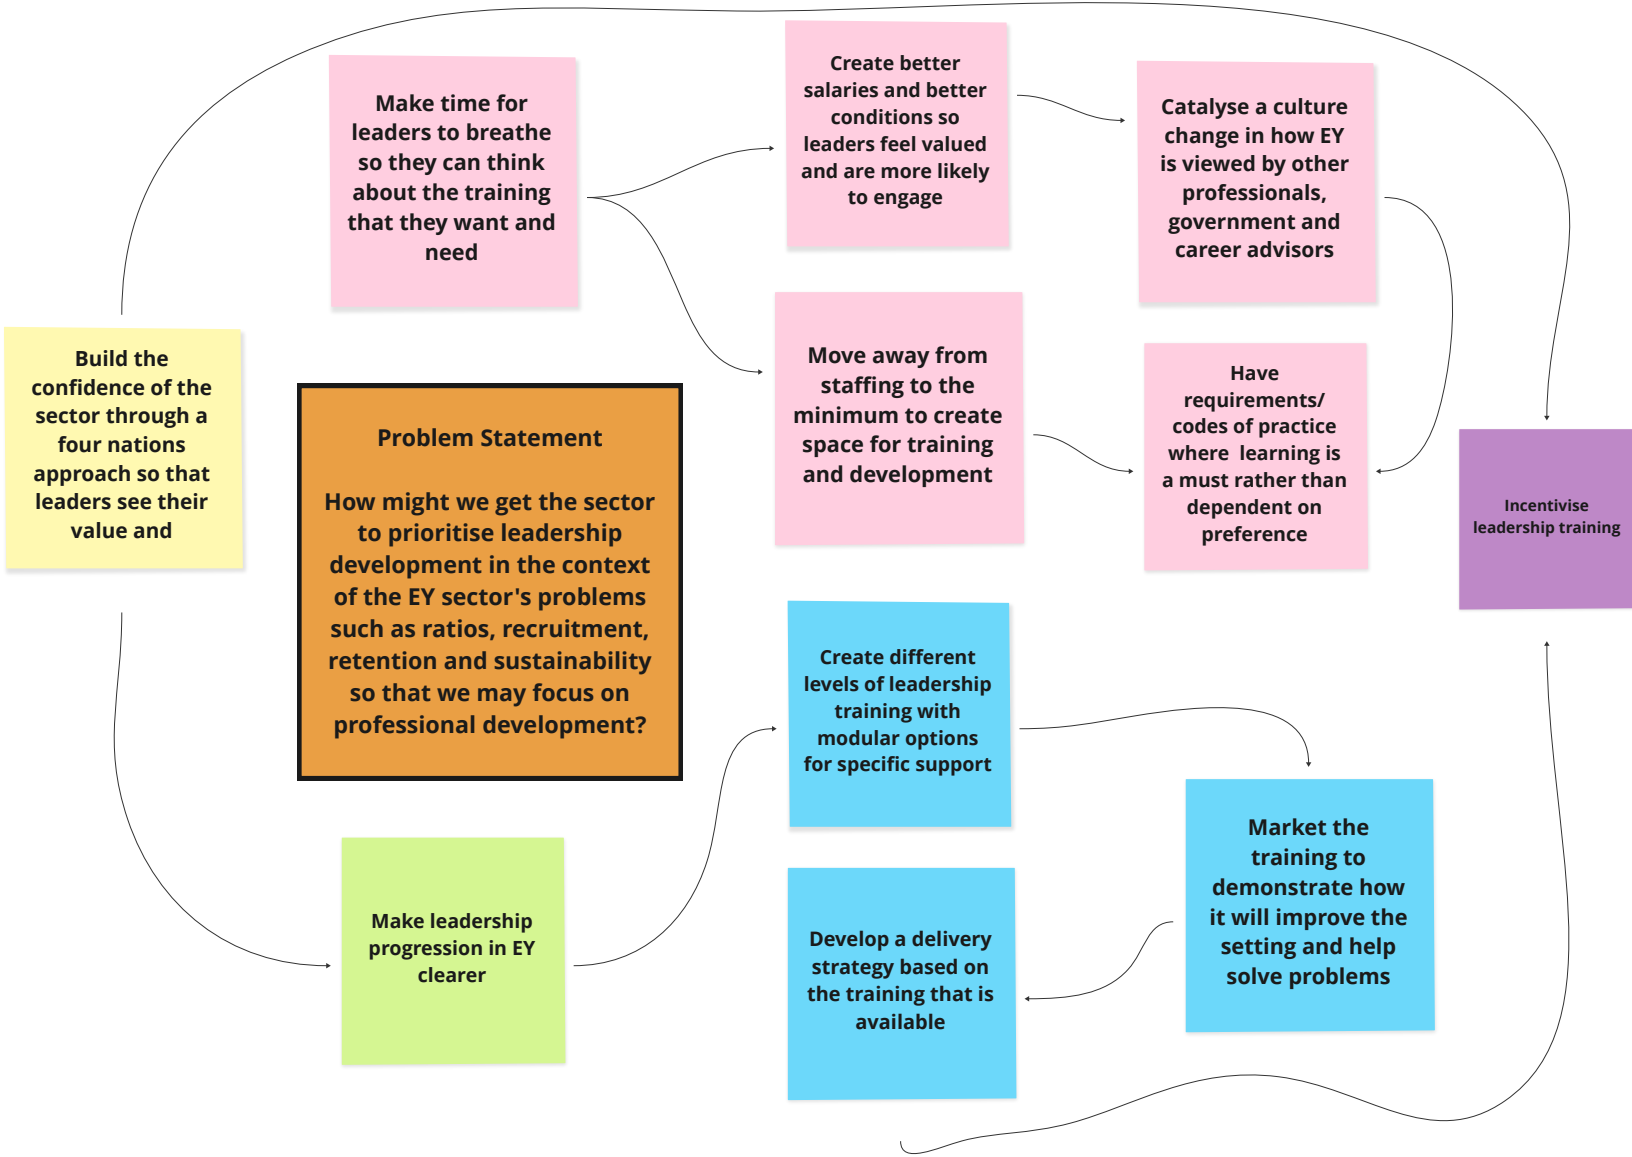 Make time for
leaders to breathe
so they can think
about the training
that they want and
need
Create better
salaries and better
conditions so
leaders feel valued
and are more likely
to engage
Catalyse a culture
change in how EY
is viewed by other
professionals,
government and
career advisors
Build the
confidence of the
sector through a
four nations
approach so that
leaders see their
value and
Problem Statement
How might we get the sector
to prioritise leadership
development in the context
of the EY sector's problems
such as ratios, recruitment,
retention and sustainability
so that we may focus on
professional development?
Move away from
staffing to the
minimum to create
space for training
and development
Have
requirements/
codes of practice
where learning is
a must rather than
dependent on
preference
Incentivise
leadership training
Create different
levels of leadership
training with
modular options
for specific support
Market the
training to
demonstrate how
it will improve the
setting and help
solve problems
Make leadership
progression in EY
clearer
Develop a delivery
strategy based on
the training that is
available